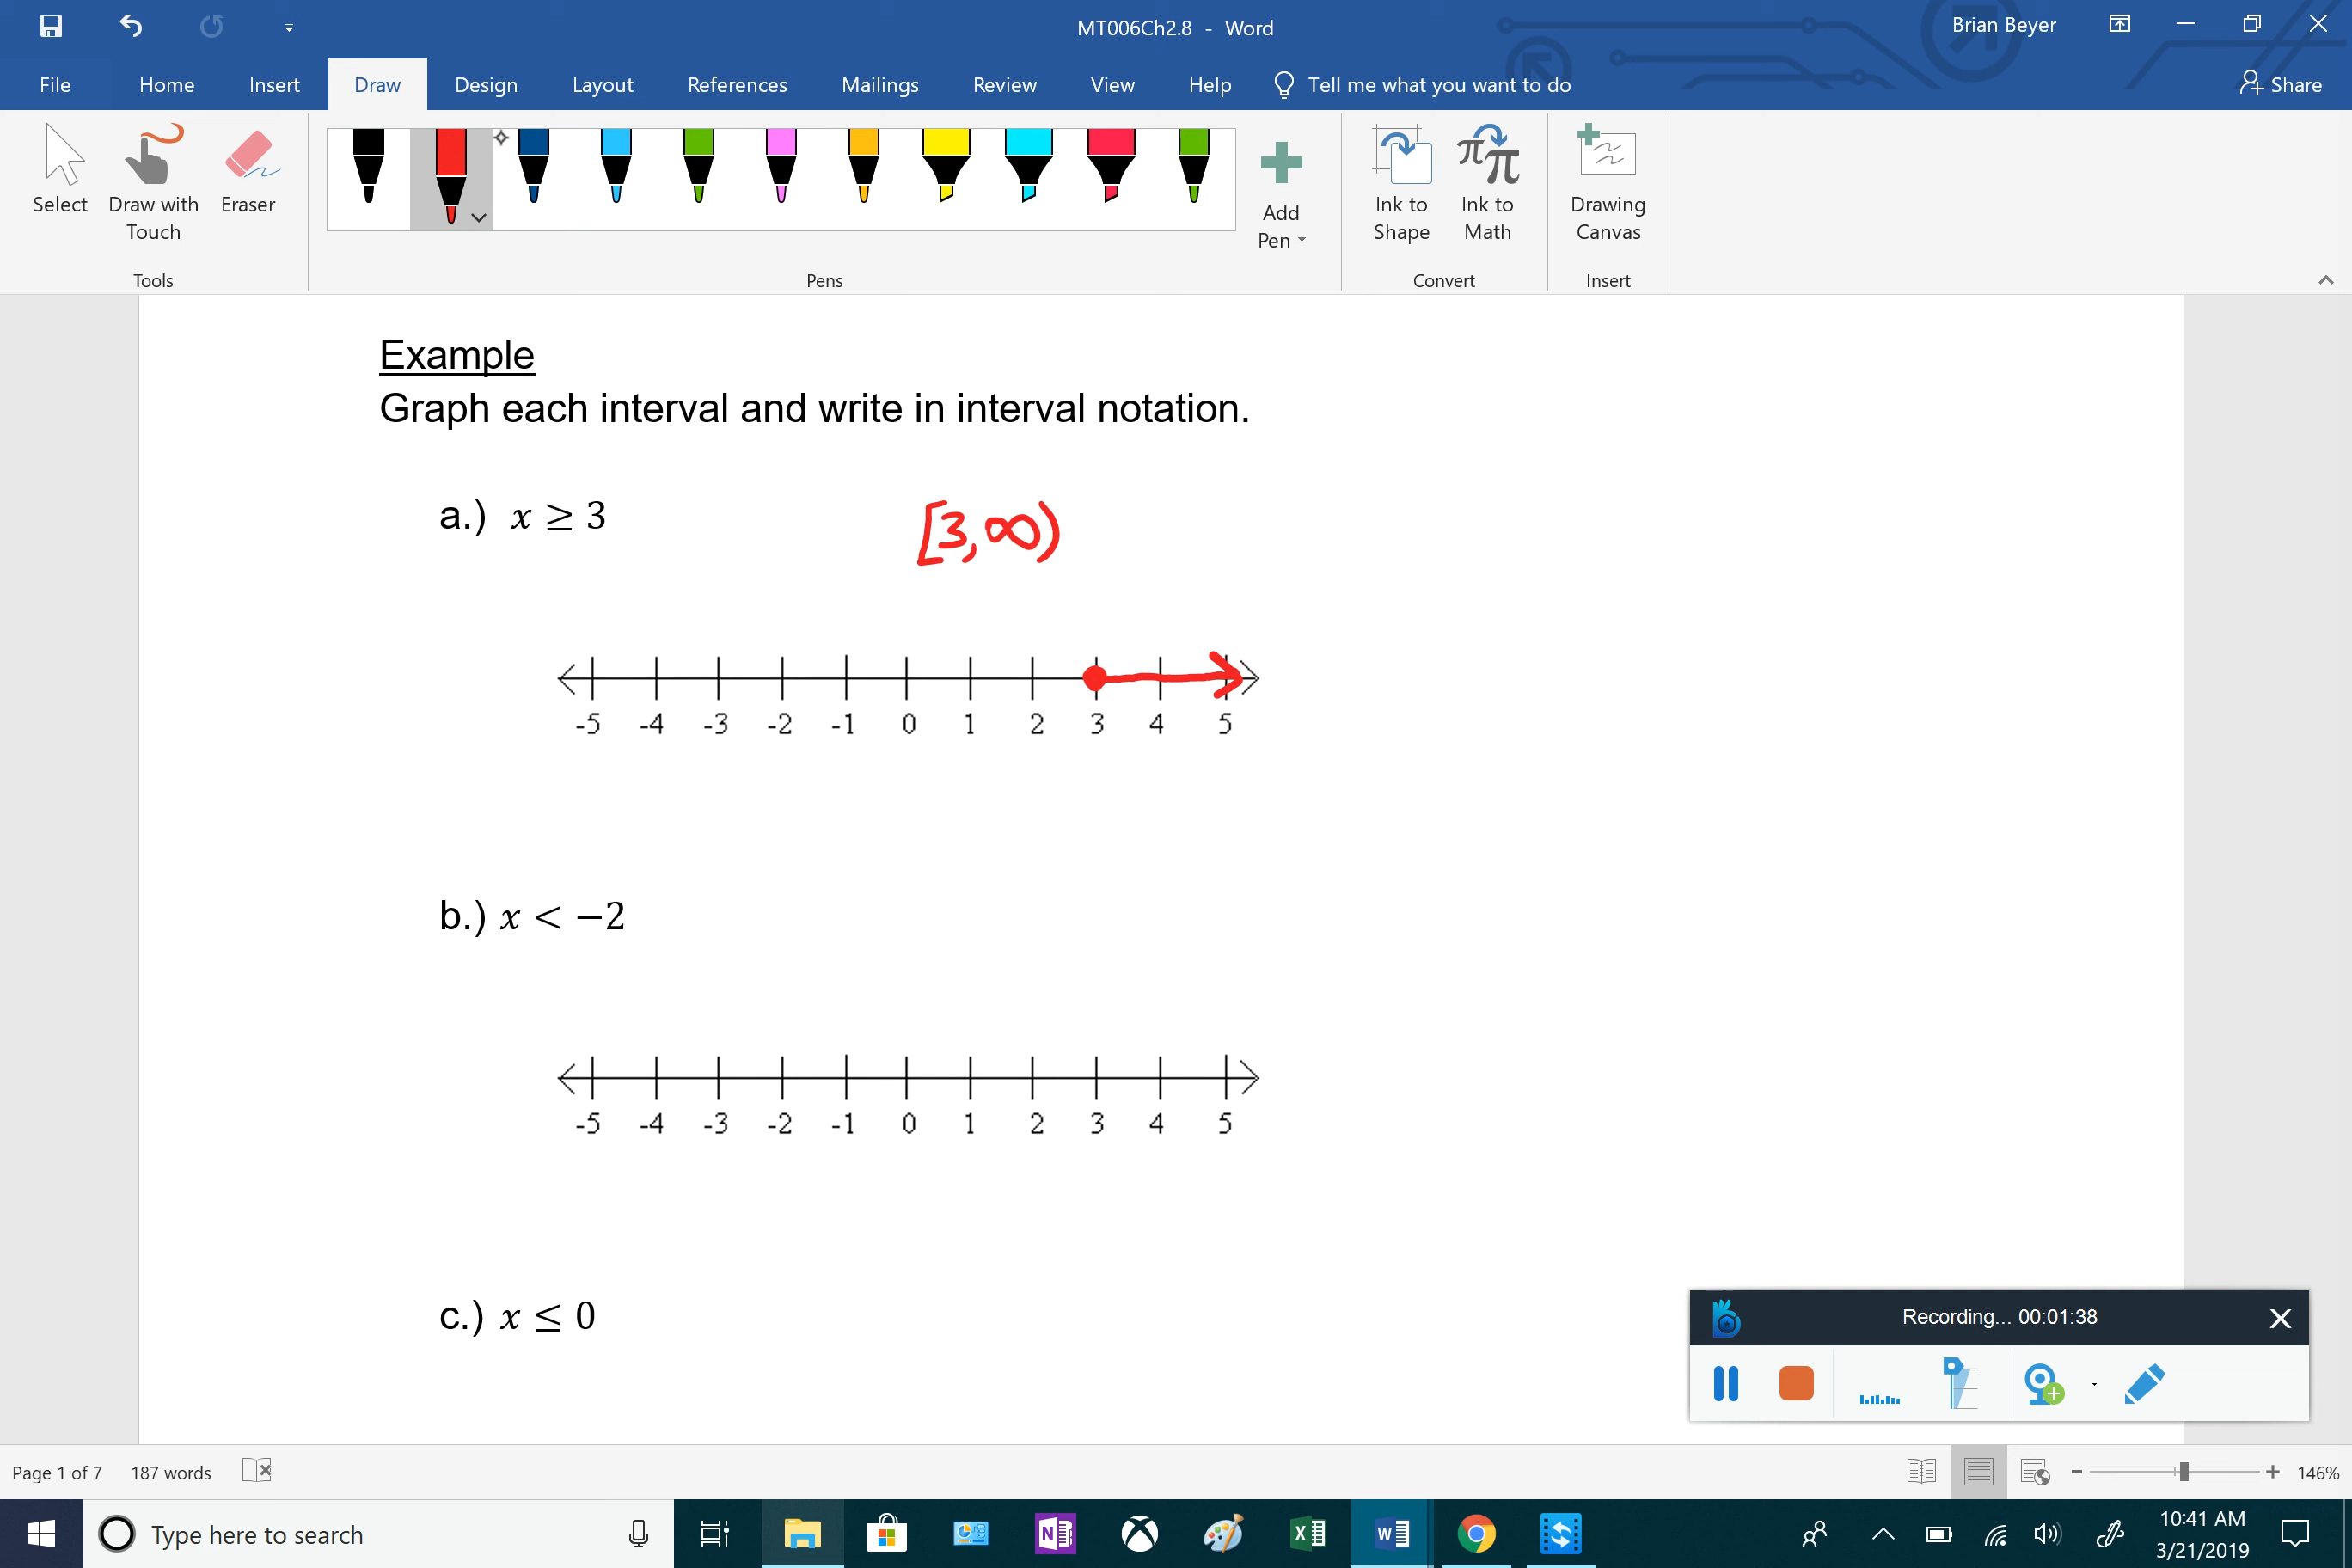 MT006Ch2.8 - Word
Brian Beyer
File Home Insert Draw Design Layout References Mailings Review View Help Tell me what you want to do Share
Select Draw with Touch Eraser
Add Pen
Ink to Shape Ink to Math
Drawing Canvas
Tools Pens Convert Insert
Example
Graph each interval and write in interval notation.
a.) x ≥ 3 [3,∞)
-5 -4 -3 -2 -1 0 1 2 3 4 5
b.) x < −2
-5 -4 -3 -2 -1 0 1 2 3 4 5
c.) x ≤ 0
Recording... 00:01:38
Page 1 of 7 187 words 146%
Type here to search
10:41 AM
3/21/2019